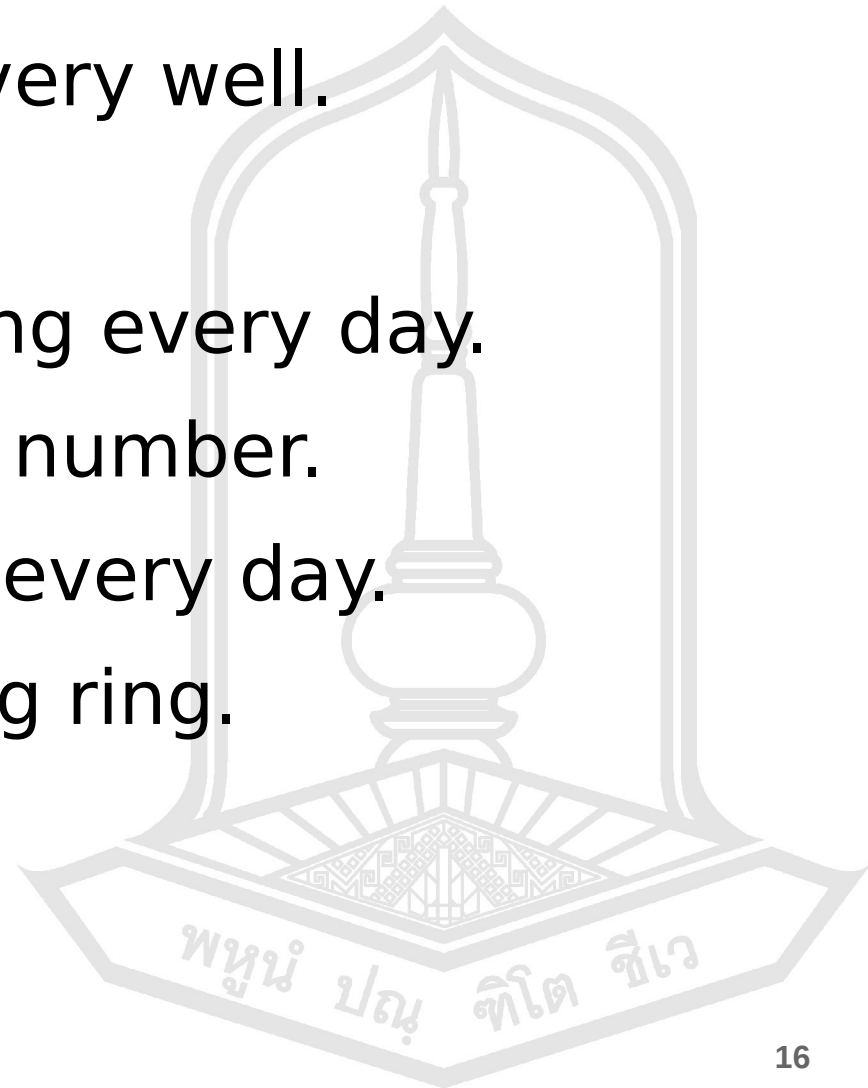 very well.
ng every day.
number.
every day.
g ring.
พหูนํ ปณฺ ฑิโต ชีเว
16